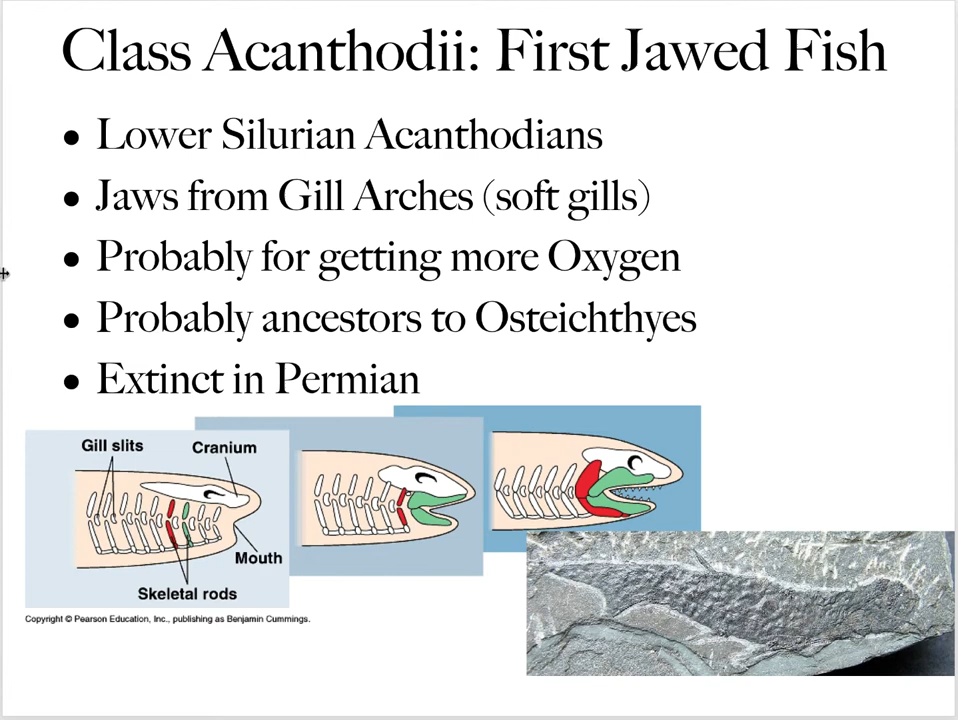 Class Acanthodii: First Jawed Fish
• Lower Silurian Acanthodians
• Jaws from Gill Arches (soft gills)
• Probably for getting more Oxygen
• Probably ancestors to Osteichthyes
• Extinct in Permian
Gill slits
Cranium
Mouth
Skeletal rods
Copyright © Pearson Education, Inc., publishing as Benjamin Cummings.